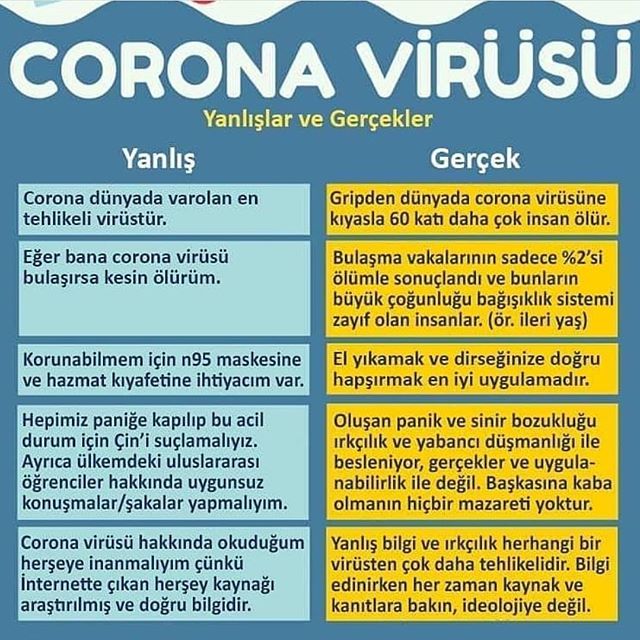 CORONA VİRÜSÜ
Yanlışlar ve Gerçekler
Yanlış
Gerçek
Corona dünyada varolan en
tehlikeli virüstür.
Gripden dünyada corona virüsüne
kıyasla 60 katı daha çok insan ölür.
Eğer bana corona virüsü
bulaşırsa kesin ölürüm.
Bulaşma vakalarının sadece %2'si
ölümle sonuçlandı ve bunların
büyük çoğunluğu bağışıklık sistemi
zayıf olan insanlar. (ör. ileri yaş)
Korunabilmem için n95 maskesine
ve hazmat kıyafetine ihtiyacım var.
El yıkamak ve dirseğinize doğru
hapşırmak en iyi uygulamadır.
Hepimiz paniğe kapılıp bu acil
durum için Çin'i suçlamalıyız.
Ayrıca ülkemdeki uluslararası
öğrenciler hakkında uygunsuz
konuşmalar/şakalar yapmalıyım.
Oluşan panik ve sinir bozukluğu
ırkçılık ve yabancı düşmanlığı ile
besleniyor, gerçekler ve uygula-
nabilirlik ile değil. Başkasına kaba
olmanın hiçbir mazareti yoktur.
Corona virüsü hakkında okuduğum
herşeye inanmalıyım çünkü
İnternette çıkan herşey kaynağı
araştırılmış ve doğru bilgidir.
Yanlış bilgi ve ırkçılık herhangi bir
virüsten çok daha tehlikelidir. Bilgi
edinirken her zaman kaynak ve
kanıtlara bakın, ideolojiye değil.